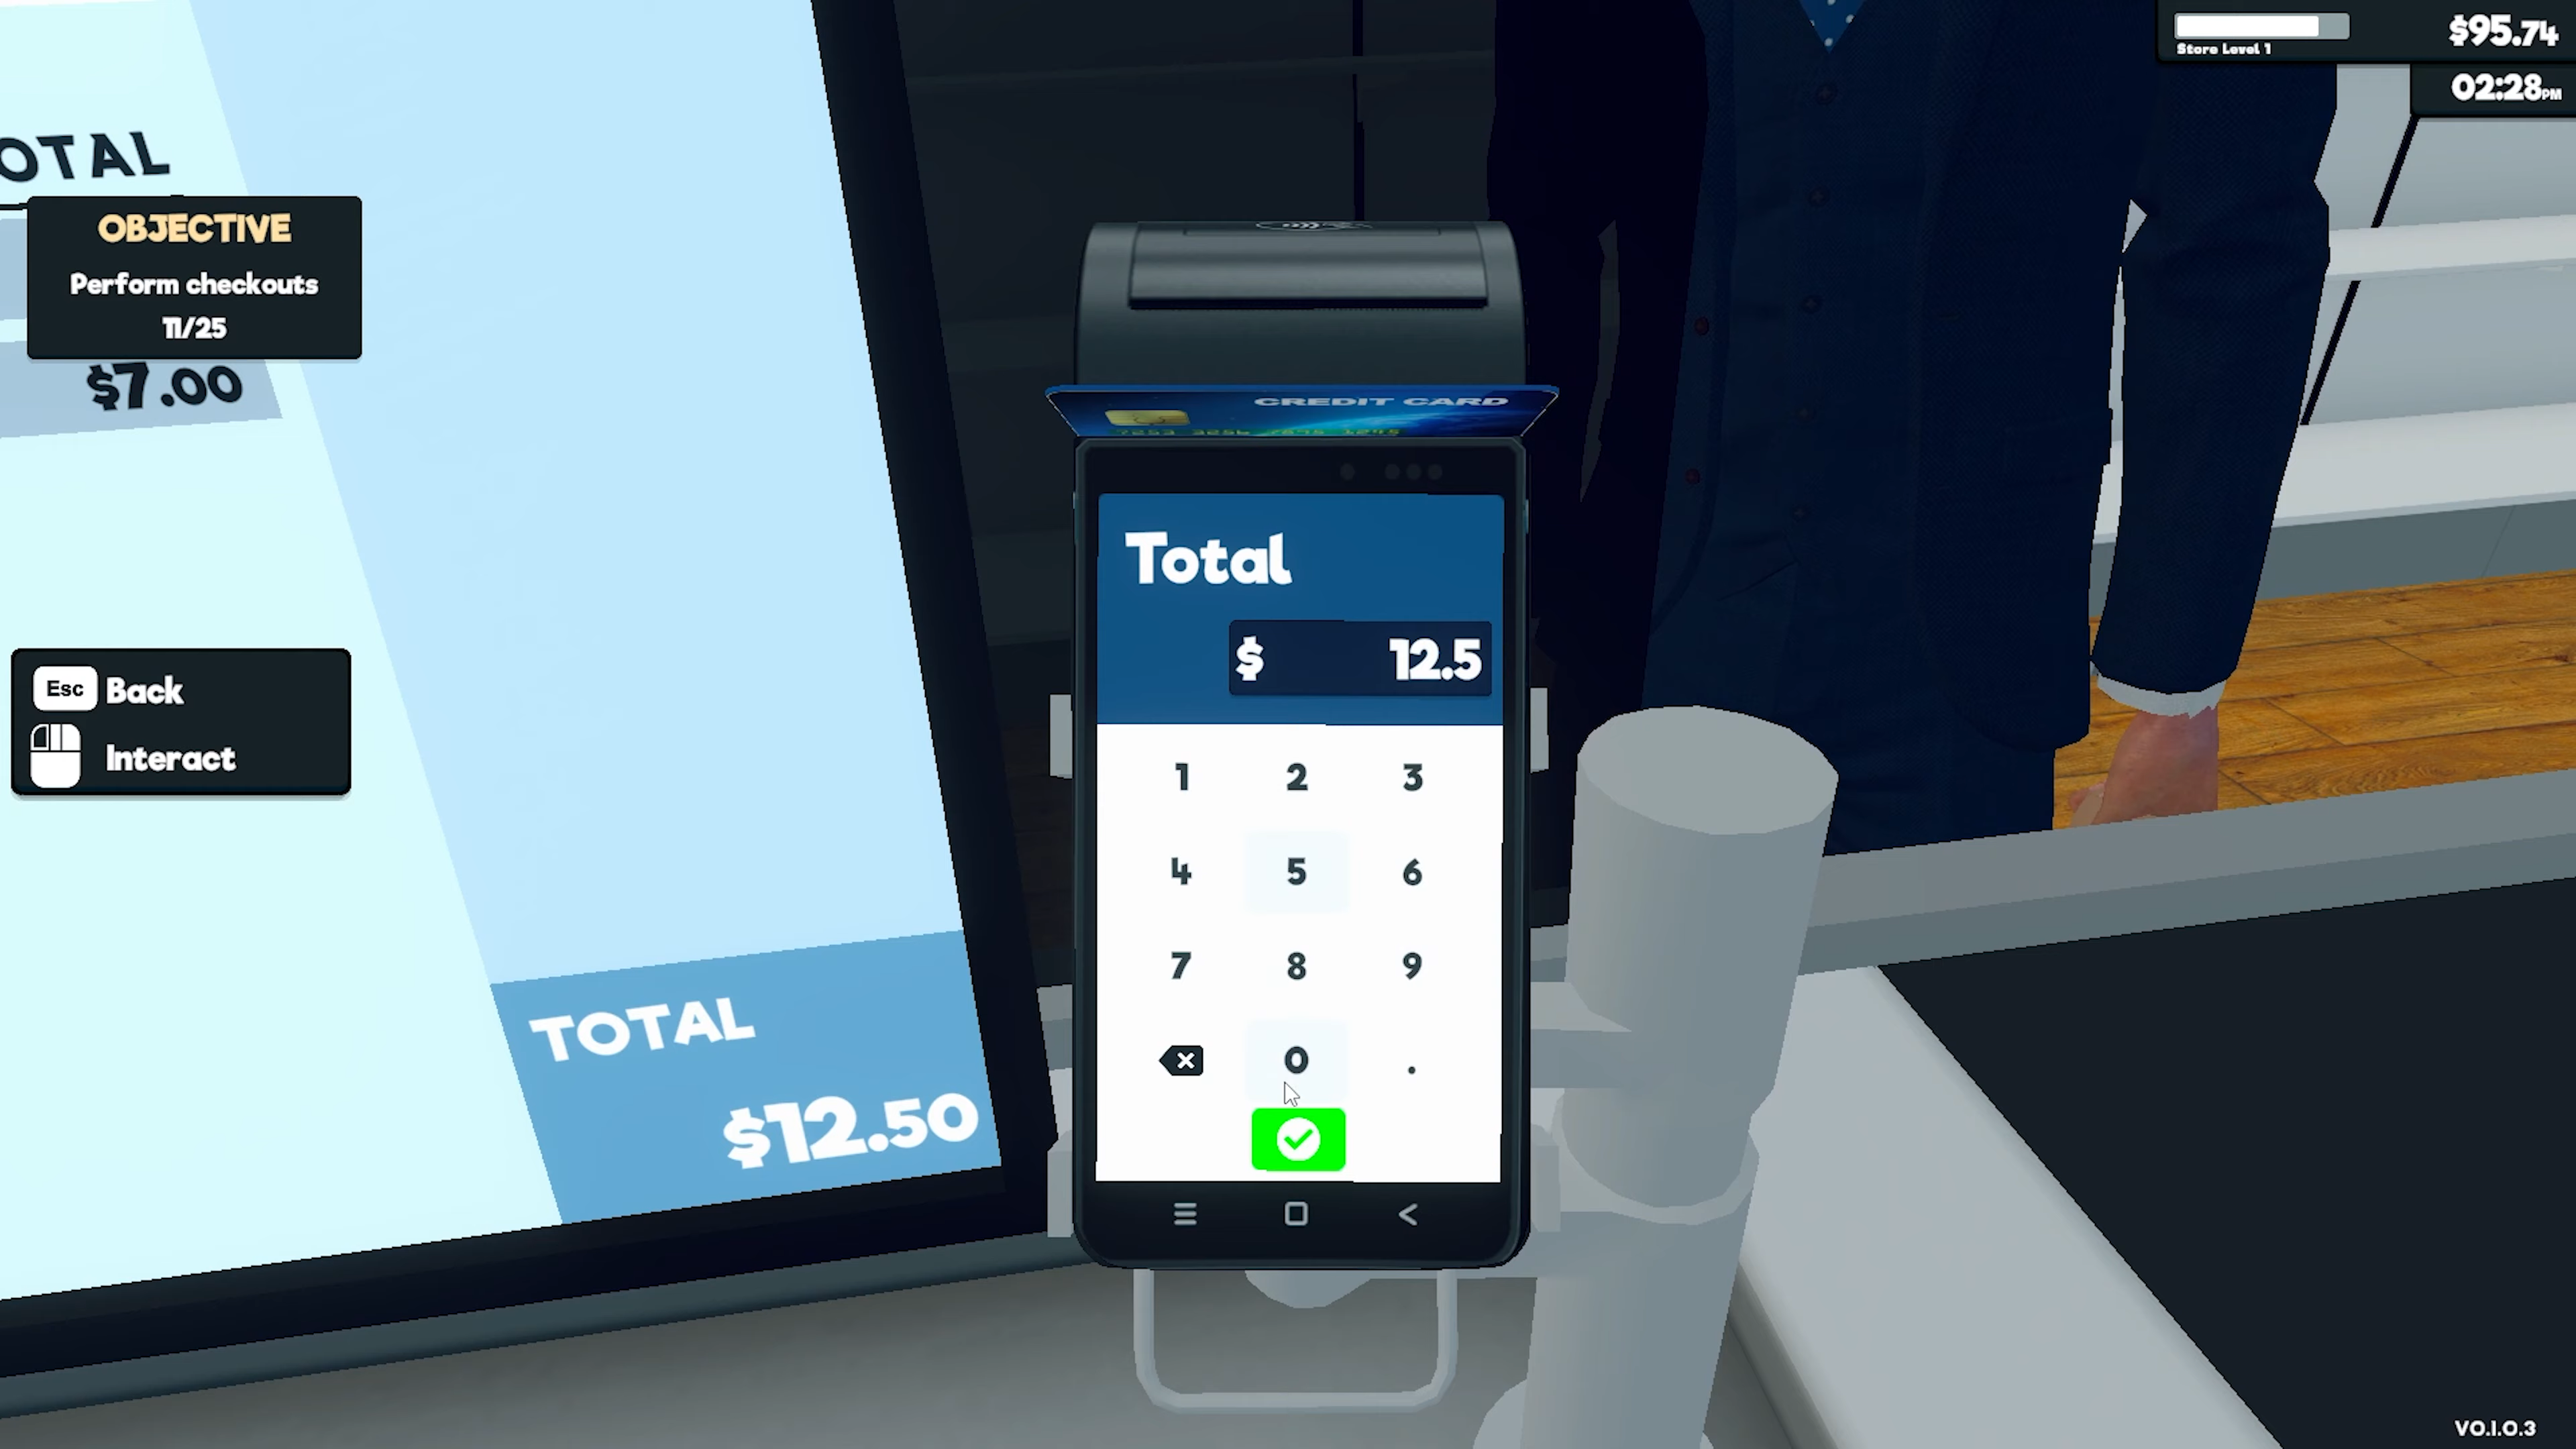 $95.74
Store Level 1
02:28PM
OTAL
OBJECTIVE
Perform checkouts
11/25
$7.00
CREDIT CARD
Total
$ 12.5
Esc Back
Interact
1 2 3
4 5 6
7 8 9
0 .
TOTAL
$12.50
V0.1.0.3